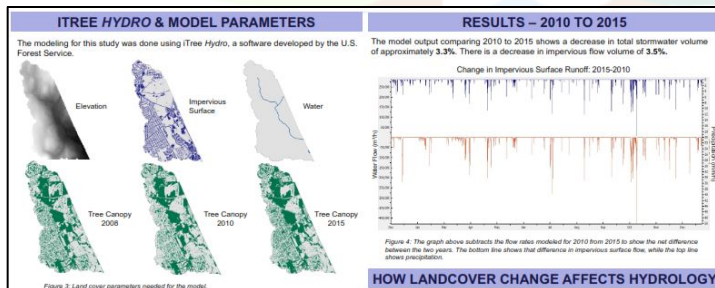 ITREE HYDRO & MODEL PARAMETERS
The modeling for this study was done using iTree Hydro, a software developed by the U.S.
Forest Service.
Elevation
Impervious
Surface
Water
Tree Canopy
2008
Tree Canopy
2010
Tree Canopy
2015
Figure 3: Land cover parameters needed for the model.
RESULTS – 2010 TO 2015
The model output comparing 2010 to 2015 shows a decrease in total stormwater volume
of approximately 3.3%. There is a decrease in impervious flow volume of 3.5%.
Change in Impervious Surface Runoff: 2015-2010
Water Flow (m³/h)
Precipitation
Figure 4: The graph above subtracts the flow rates modeled for 2010 from 2015 to show the net difference
between the two years. The bottom line shows that difference in impervious surface flow, while the top line
shows precipitation.
HOW LANDCOVER CHANGE AFFECTS HYDROLOGY